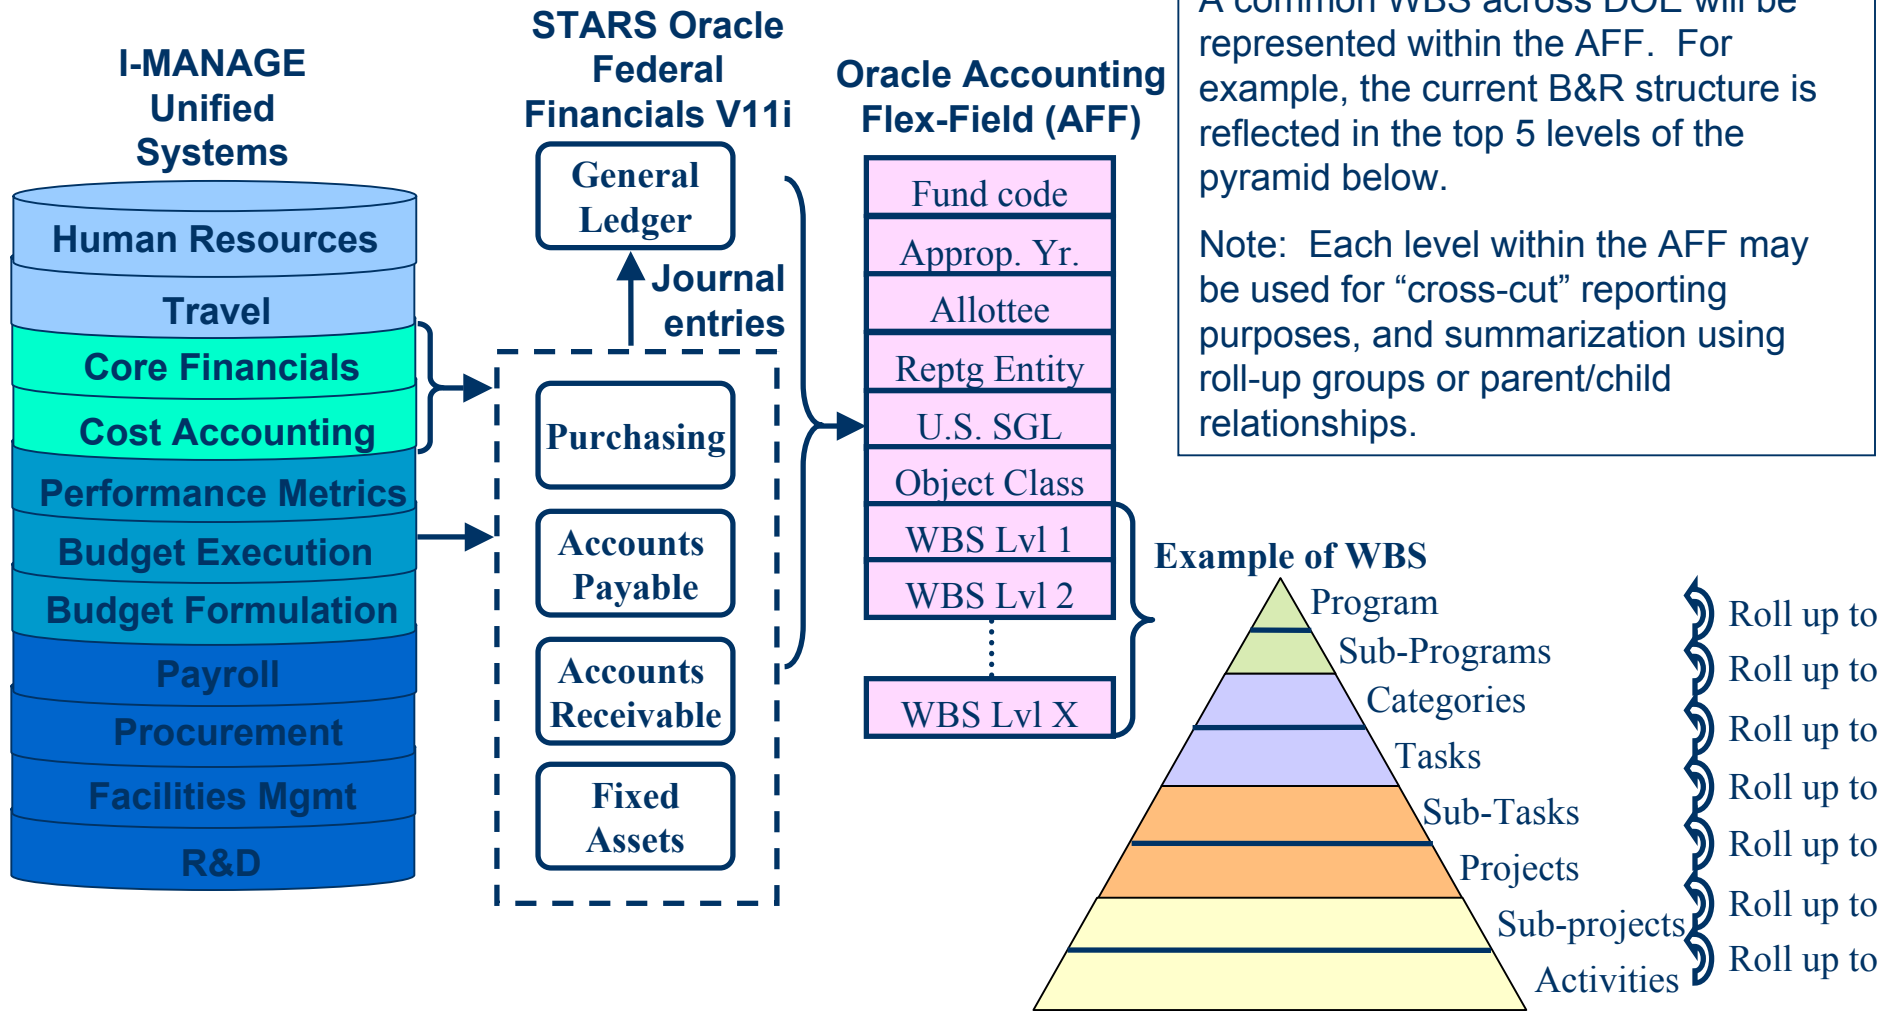 I-MANAGE
Unified
Systems
Human Resources
Travel
Core Financials
Cost Accounting
Performance Metrics
Budget Execution
Budget Formulation
Payroll
Procurement
Facilities Mgmt
R&D
STARS Oracle
Federal
Financials V11i
General
Ledger
Journal
entries
Purchasing
Accounts
Payable
Accounts
Receivable
Fixed
Assets
Oracle Accounting
Flex-Field (AFF)
Fund code
Approp. Yr.
Allottee
Reptg Entity
U.S. SGL
Object Class
WBS Lvl 1
WBS Lvl 2
WBS Lvl X
A common WBS across DOE will be
represented within the AFF.  For
example, the current B&R structure is
reflected in the top 5 levels of the
pyramid below.
Note:  Each level within the AFF may
be used for “cross-cut” reporting
purposes, and summarization using
roll-up groups or parent/child
relationships.
Example of WBS
Program
Sub-Programs
Categories
Tasks
Sub-Tasks
Projects
Sub-projects
Activities
Roll up to
Roll up to
Roll up to
Roll up to
Roll up to
Roll up to
Roll up to